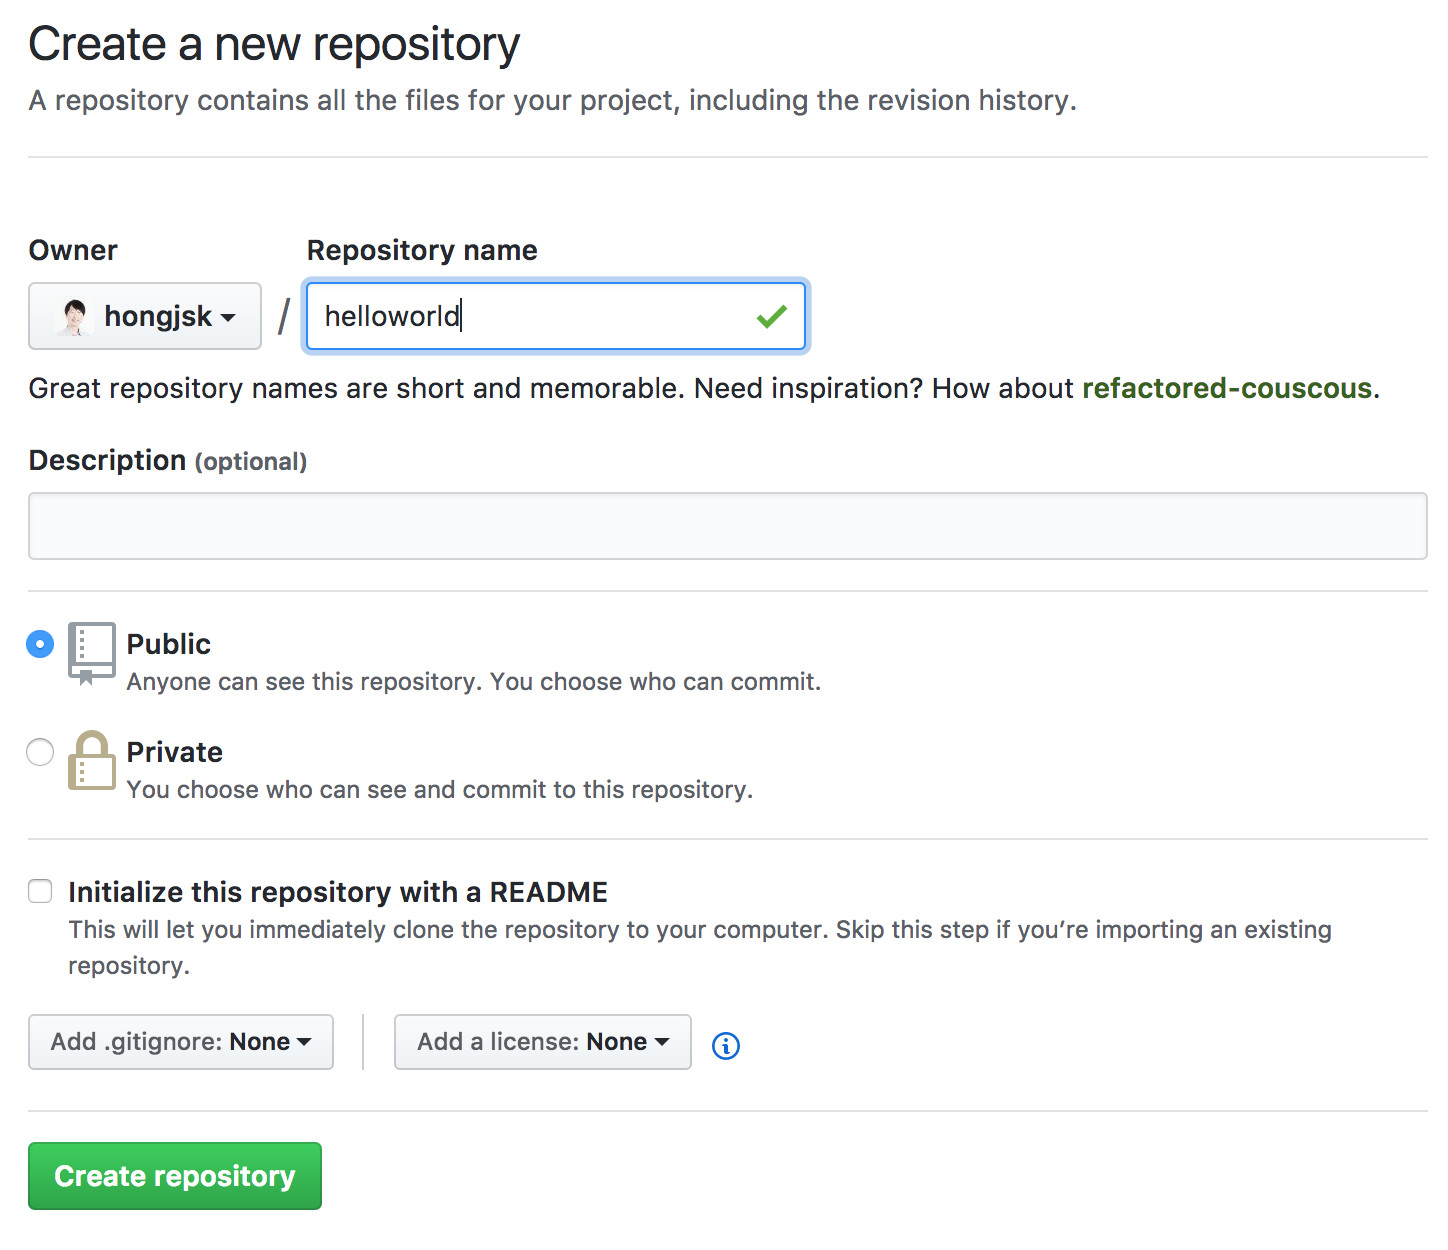 Create a new repository
A repository contains all the files for your project, including the revision history.
Owner
Repository name
hongjsk / helloworld
Great repository names are short and memorable. Need inspiration? How about refactored-couscous.
Description (optional)
Public
Anyone can see this repository. You choose who can commit.
Private
You choose who can see and commit to this repository.
Initialize this repository with a README
This will let you immediately clone the repository to your computer. Skip this step if you’re importing an existing
repository.
Add .gitignore: None
Add a license: None
Create repository